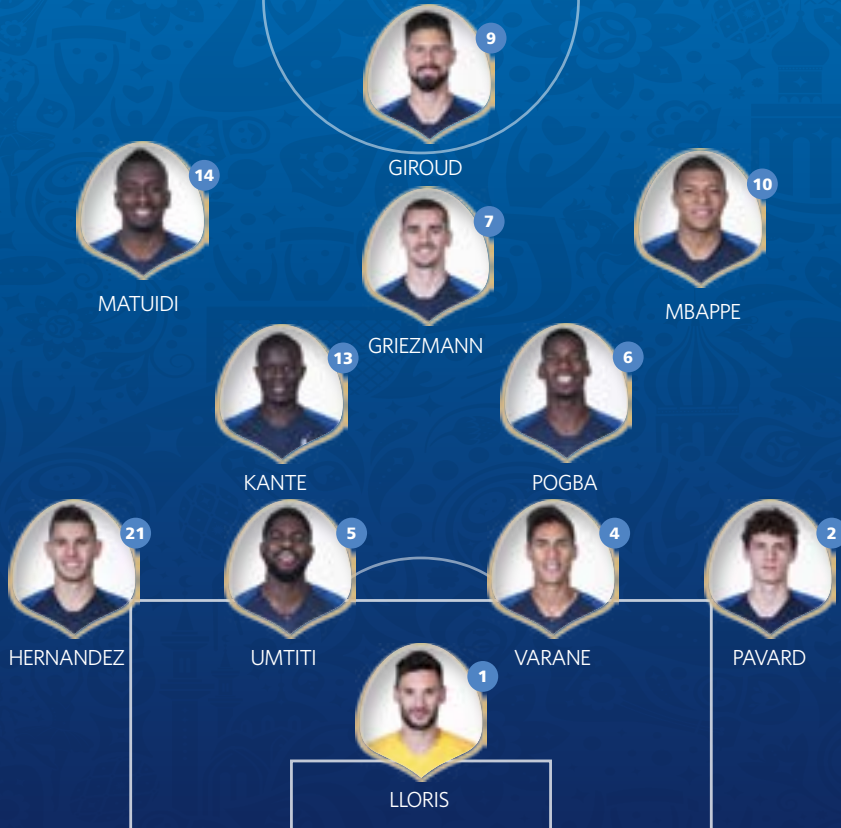 9
GIROUD
14
MATUIDI
7
GRIEZMANN
10
MBAPPE
13
KANTE
6
POGBA
21
HERNANDEZ
5
UMTITI
4
VARANE
2
PAVARD
1
LLORIS